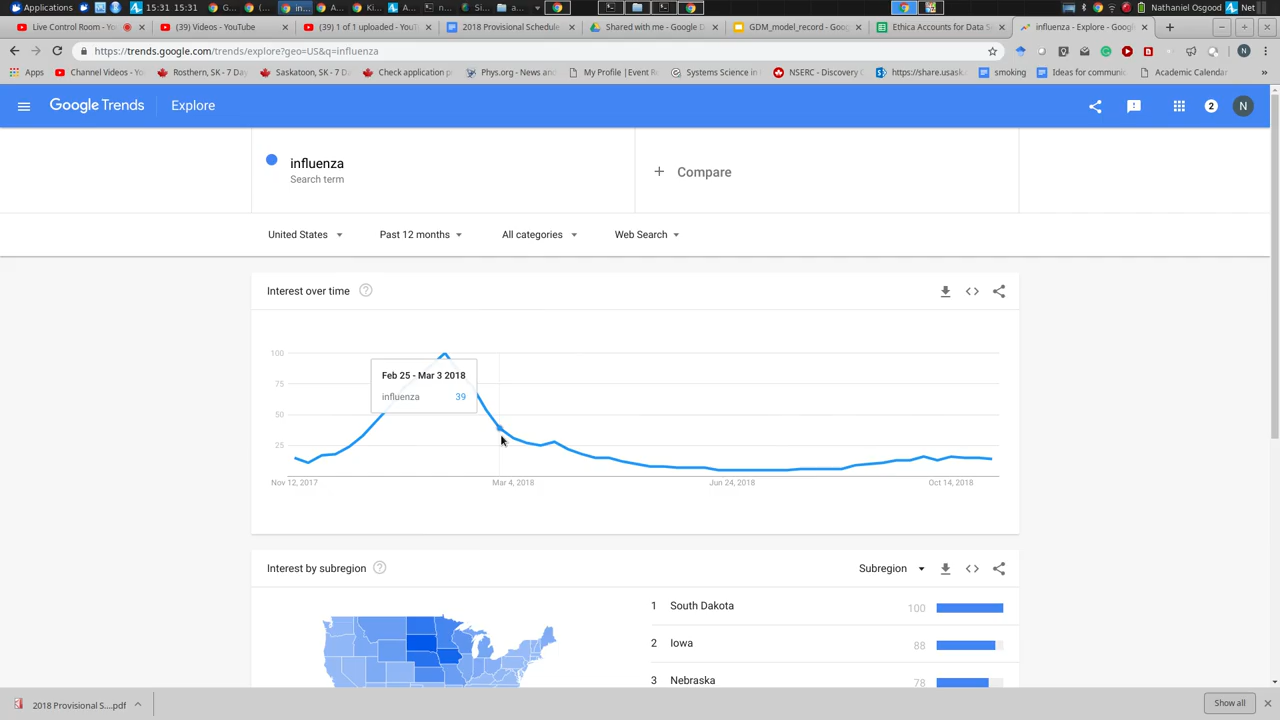 Applications 15:31 15:31 G... in... A... Ki... A... n... Si... a... Nathaniel Osgood Net
Live Control Room - Yo (39) Videos - YouTube 1 of 1 uploaded - YouT 2018 Provisional Schedule Shared with me - Google D GDM_model_record - Googl Ethica Accounts for Data S influenza - Explore - Goog
https://trends.google.com/trends/explore?geo=US&q=influenza
Apps Channel Videos - Yo Rosthern, SK - 7 Day Saskatoon, SK - 7 D Check application p Phys.org - News an My Profile |Event R Systems Science in NSERC - Discovery https://share.usask. smoking Ideas for communi Academic Calendar »
Google Trends Explore 2 N
influenza
Search term
+ Compare
United States Past 12 months All categories Web Search
Interest over time
100
75
50
25
Feb 25 - Mar 3 2018
influenza 39
Nov 12, 2017 Mar 4, 2018 Jun 24, 2018 Oct 14, 2018
Interest by subregion Subregion
1 South Dakota 100
2 Iowa 88
3 Nebraska 78
2018 Provisional S....pdf Show all